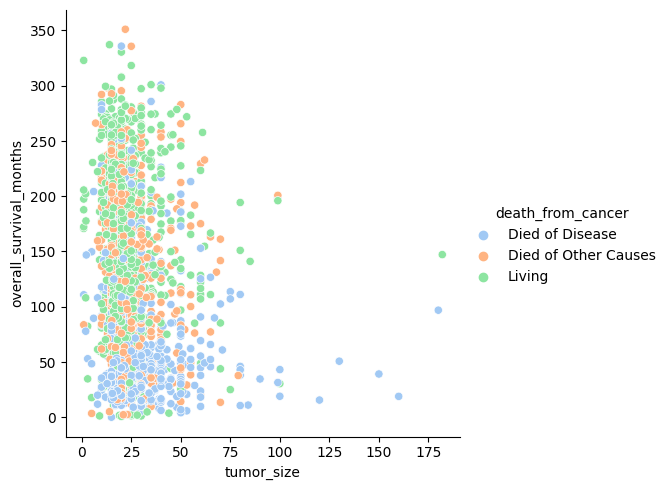 350
300
250
200
150
100
50
0
overall_survival_months
0 25 50 75 100 125 150 175
tumor_size
death_from_cancer
Died of Disease
Died of Other Causes
Living